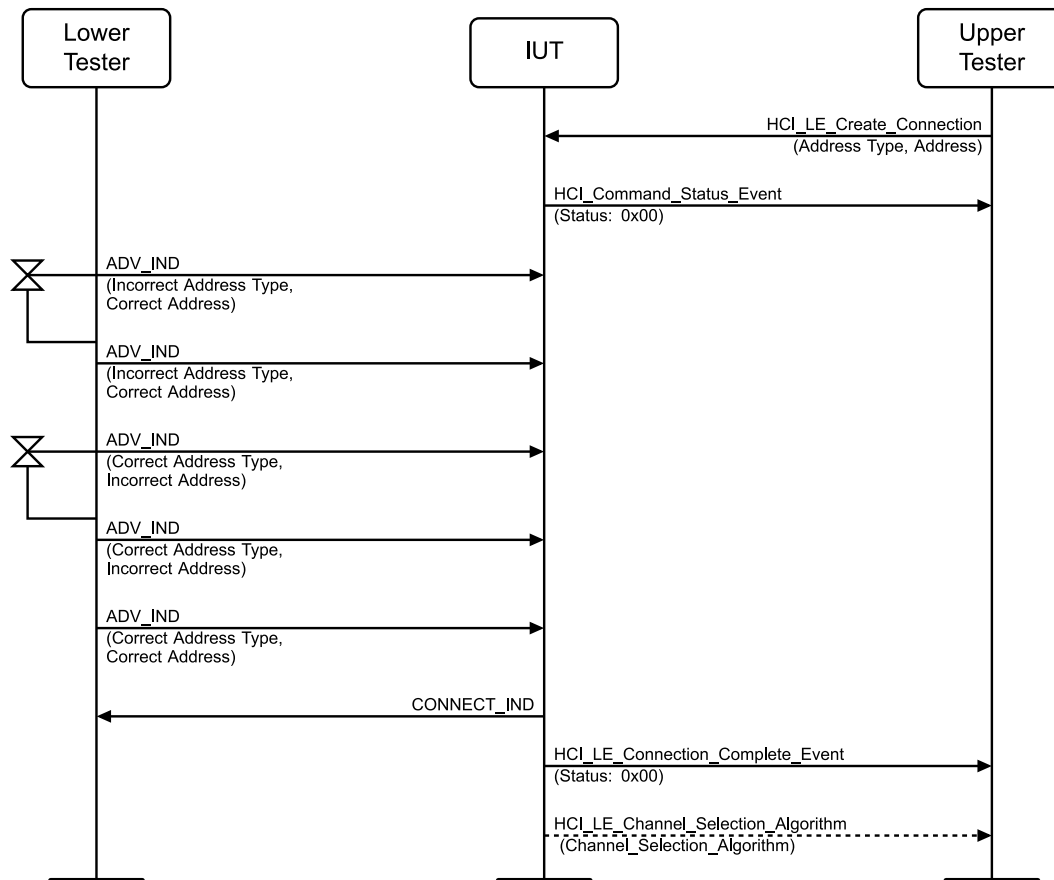 Lower
Tester
IUT
Upper
Tester
HCI_LE_Create_Connection
(Address Type, Address)
HCI_Command_Status_Event
(Status: 0x00)
ADV_IND
(Incorrect Address Type,
Correct Address)
ADV_IND
(Incorrect Address Type,
Correct Address)
ADV_IND
(Correct Address Type,
Incorrect Address)
ADV_IND
(Correct Address Type,
Incorrect Address)
ADV_IND
(Correct Address Type,
Correct Address)
CONNECT_IND
HCI_LE_Connection_Complete_Event
(Status: 0x00)
HCI_LE_Channel_Selection_Algorithm
(Channel_Selection_Algorithm)